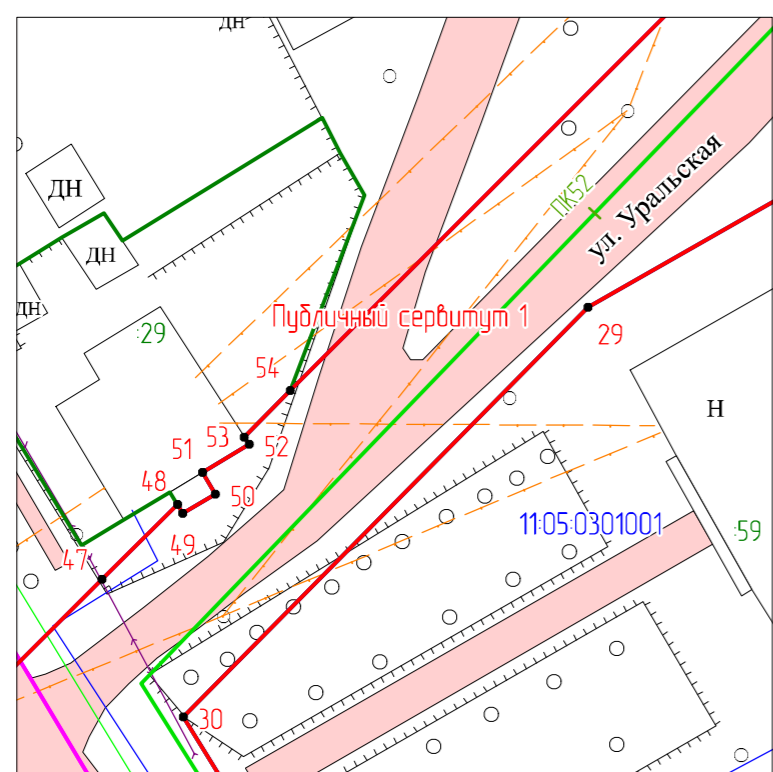 ДН
ДН
ДН
ДН
:29
ПК52
ул. Уральская
Публичный сервитут 1
29
54
Н
53
52
51
50
48
49
47
11:05:0301001
:59
30